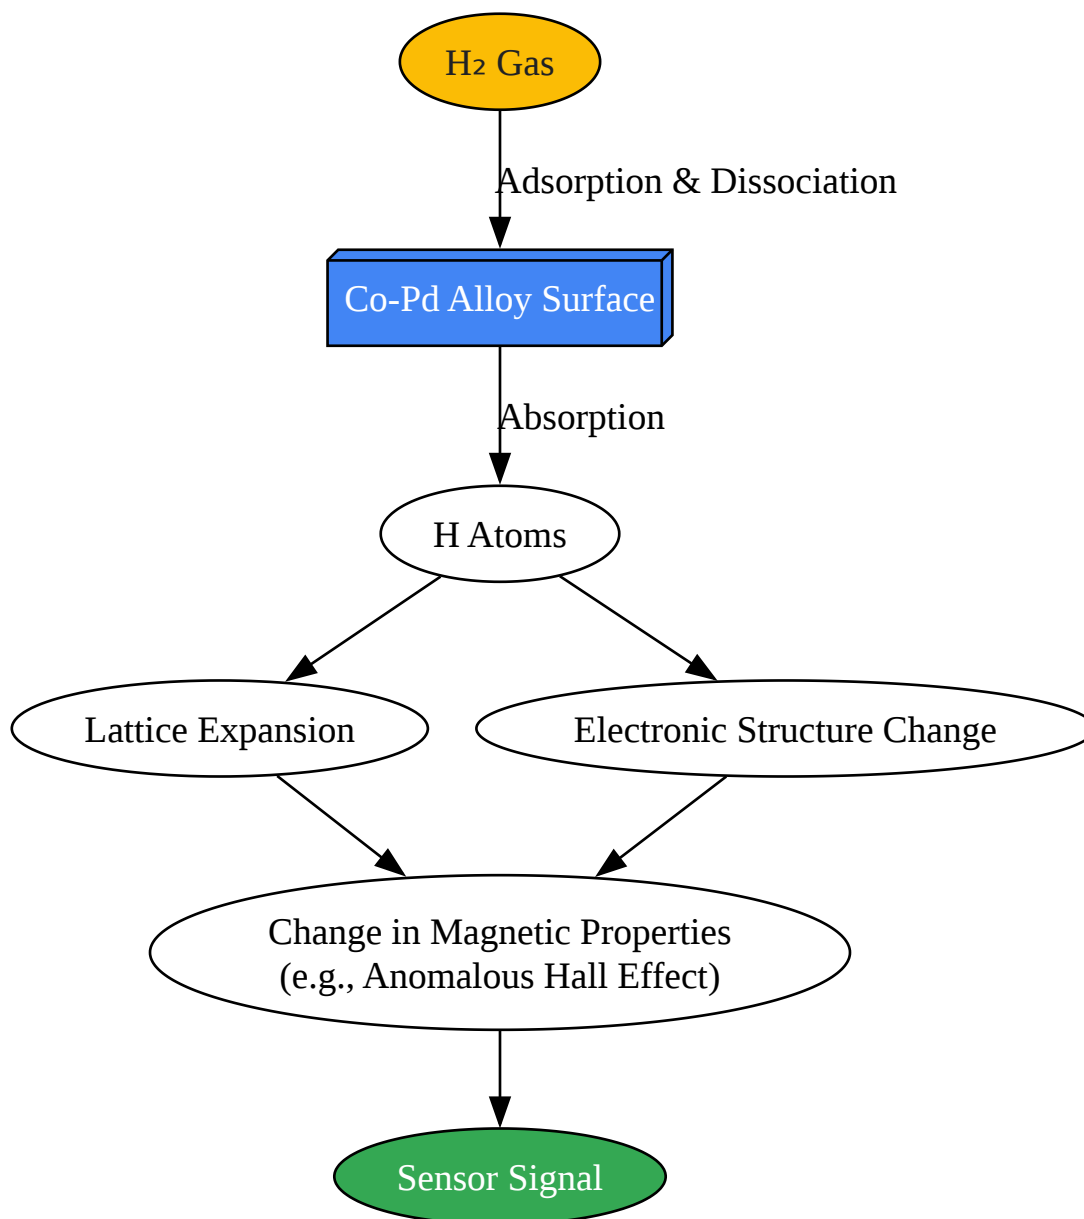 H₂ Gas
Adsorption & Dissociation
Co-Pd Alloy Surface
Absorption
H Atoms
Lattice Expansion
Electronic Structure Change
Change in Magnetic Properties
(e.g., Anomalous Hall Effect)
Sensor Signal